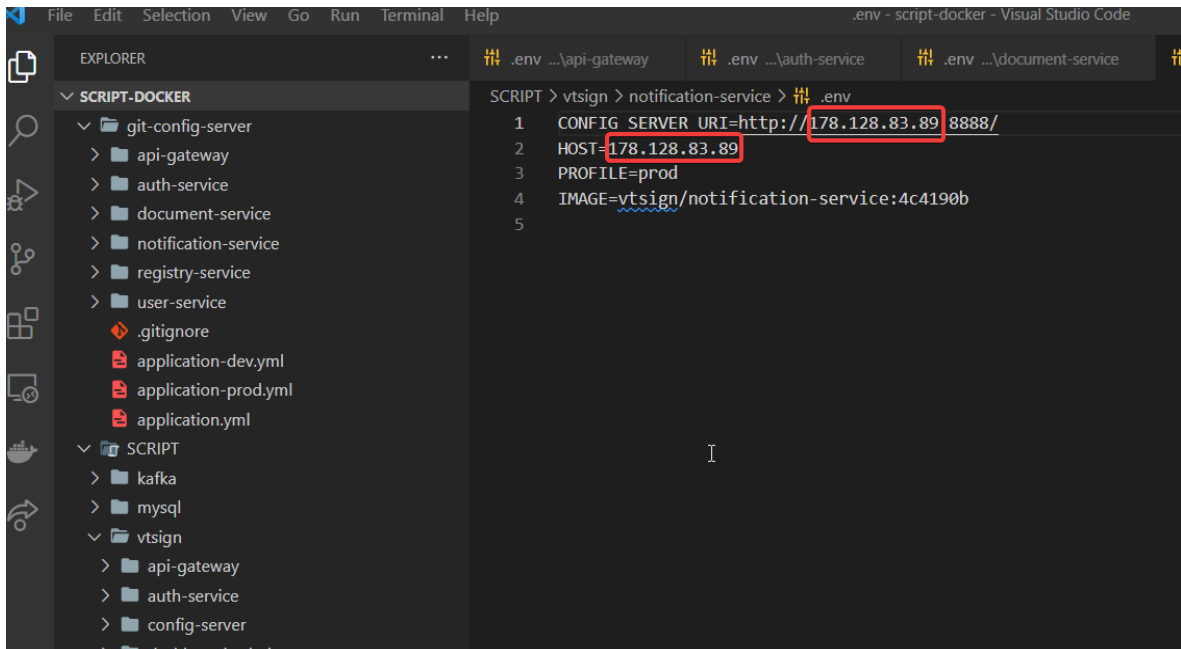 File Edit Selection View Go Run Terminal Help
.env - script-docker - Visual Studio Code
EXPLORER
SCRIPT-DOCKER
git-config-server
api-gateway
auth-service
document-service
notification-service
registry-service
user-service
.gitignore
application-dev.yml
application-prod.yml
application.yml
SCRIPT
kafka
mysql
vtsign
api-gateway
auth-service
config-server
.env ...\api-gateway
.env ...\auth-service
.env ...\document-service
SCRIPT > vtsign > notification-service > .env
1 CONFIG_SERVER_URI=http://178.128.83.89:8888/
2 HOST=178.128.83.89
3 PROFILE=prod
4 IMAGE=vtsign/notification-service:4c4190b
5